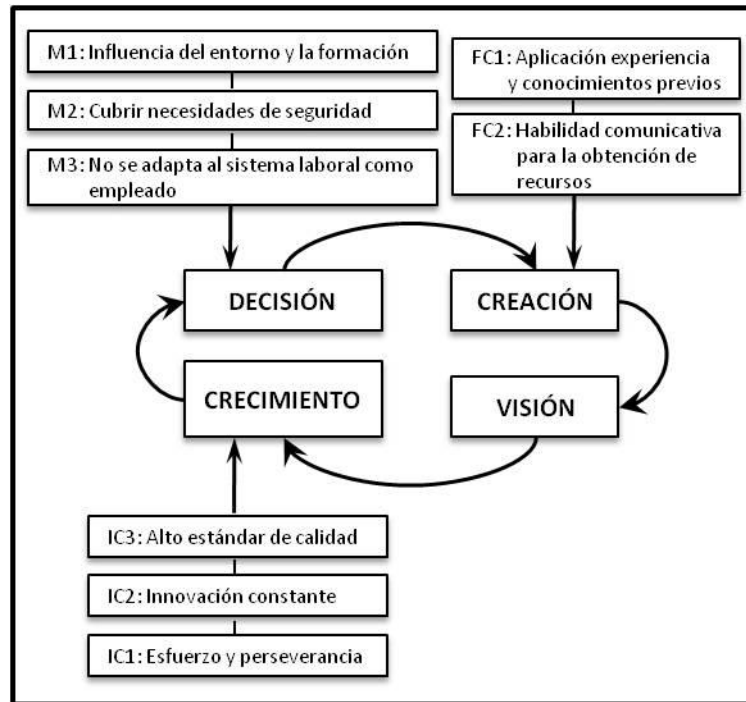 M1: Influencia del entorno y la formación
M2: Cubrir necesidades de seguridad
M3: No se adapta al sistema laboral como
empleado
FC1: Aplicación experiencia
y conocimientos previos
FC2: Habilidad comunicativa
para la obtención de
recursos
DECISIÓN
CREACIÓN
CRECIMIENTO
VISIÓN
IC3: Alto estándar de calidad
IC2: Innovación constante
IC1: Esfuerzo y perseverancia